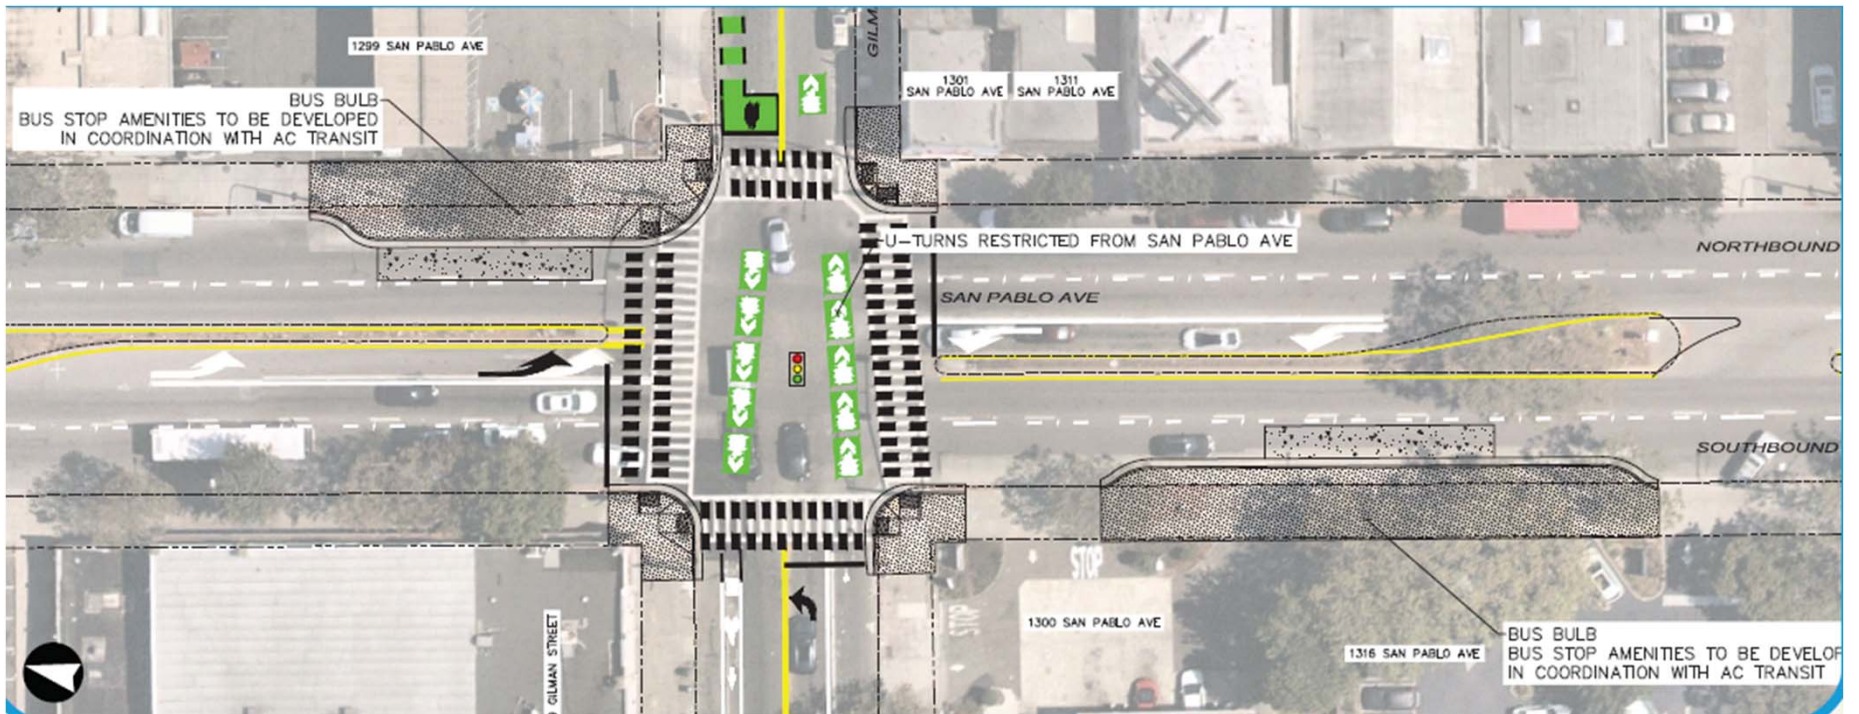 1299 SAN PABLO AVE
GILM
1301
SAN PABLO AVE
1311
SAN PABLO AVE
BUS BULB
BUS STOP AMENITIES TO BE DEVELOPED
IN COORDINATION WITH AC TRANSIT
U-TURNS RESTRICTED FROM SAN PABLO AVE
NORTHBOUND
SAN PABLO AVE
SOUTHBOUND
STOP
STOP
GILMAN STREET
1300 SAN PABLO AVE
1316 SAN PABLO AVE
BUS BULB
BUS STOP AMENITIES TO BE DEVELOP
IN COORDINATION WITH AC TRANSIT